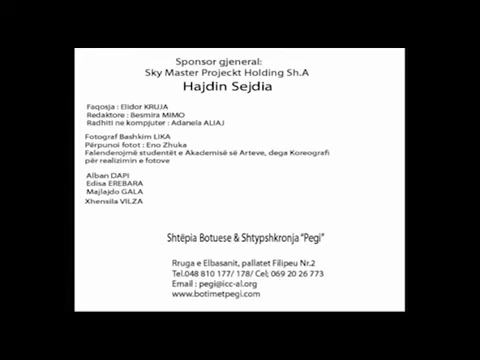 Sponsor gjeneral:
Sky Master Projeckt Holding Sh.A
Hajdin Sejdia
Faqosja : Elidor KRUJA
Redaktore : Besmira MIMO
Radhiti ne kompjuter : Adanela ALIAJ
Fotograf Bashkim LIKA
Përpunoi fotot : Eno Zhuka
Falenderojmë studentët e Akademisë së Arteve, dega Koreografi
për realizimin e fotove
Alban DAPI
Edisa EREBARA
Majlajdo GALA
Xhensila VILZA
Shtëpia Botuese & Shtypshkronja "Pegi"
Rruga e Elbasanit, pallatet Filipeu Nr.2
Tel.048 810 177/ 178/ Cel; 069 20 26 773
Email : pegi@icc-al.org
www.botimetpegi.com